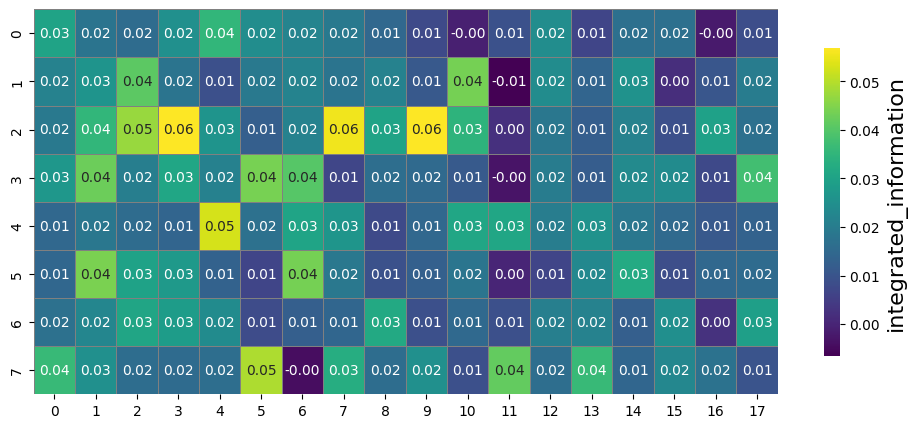 0 0.03 0.02 0.02 0.02 0.04 0.02 0.02 0.02 0.01 0.01 -0.00 0.01 0.02 0.01 0.02 0.02 -0.00 0.01
1 0.02 0.03 0.04 0.02 0.01 0.02 0.02 0.02 0.02 0.01 0.04 -0.01 0.02 0.01 0.03 0.00 0.01 0.02
2 0.02 0.04 0.05 0.06 0.03 0.01 0.02 0.06 0.03 0.06 0.03 0.00 0.02 0.01 0.02 0.01 0.03 0.02
3 0.03 0.04 0.02 0.03 0.02 0.04 0.04 0.01 0.02 0.02 0.01 -0.00 0.02 0.01 0.02 0.02 0.01 0.04
4 0.01 0.02 0.02 0.01 0.05 0.02 0.03 0.03 0.01 0.01 0.03 0.03 0.02 0.03 0.02 0.02 0.01 0.01
5 0.01 0.04 0.03 0.03 0.01 0.01 0.04 0.02 0.01 0.01 0.02 0.00 0.01 0.02 0.03 0.01 0.01 0.02
6 0.02 0.02 0.03 0.03 0.02 0.01 0.01 0.01 0.03 0.01 0.01 0.01 0.02 0.02 0.01 0.02 0.00 0.03
7 0.04 0.03 0.02 0.02 0.02 0.05 -0.00 0.03 0.02 0.02 0.01 0.04 0.02 0.04 0.01 0.02 0.02 0.01
0 1 2 3 4 5 6 7 8 9 10 11 12 13 14 15 16 17
0.05
0.04
0.03
0.02
0.01
0.00
integrated_information